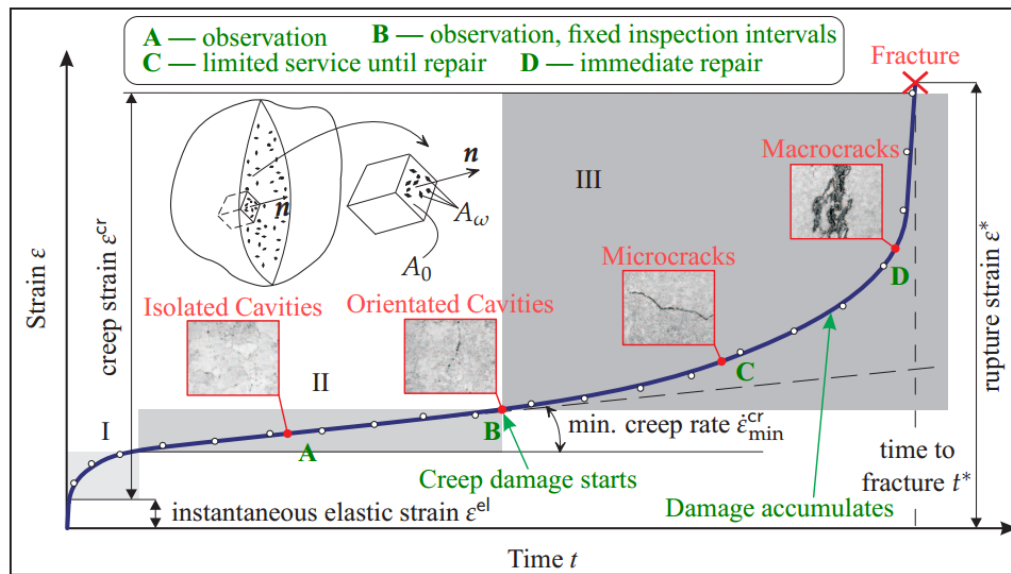 A — observation B — observation, fixed inspection intervals
C — limited service until repair D — immediate repair
Fracture
Macrocracks
n
III
n
A_ω
A_0
Microcracks
Isolated Cavities
Orientated Cavities
D
II
C
I
B
A
min. creep rate ε̇^cr_min
Creep damage starts
time to
fracture t*
Damage accumulates
instantaneous elastic strain ε^el
Strain ε
creep strain ε^cr
rupture strain ε*
Time t